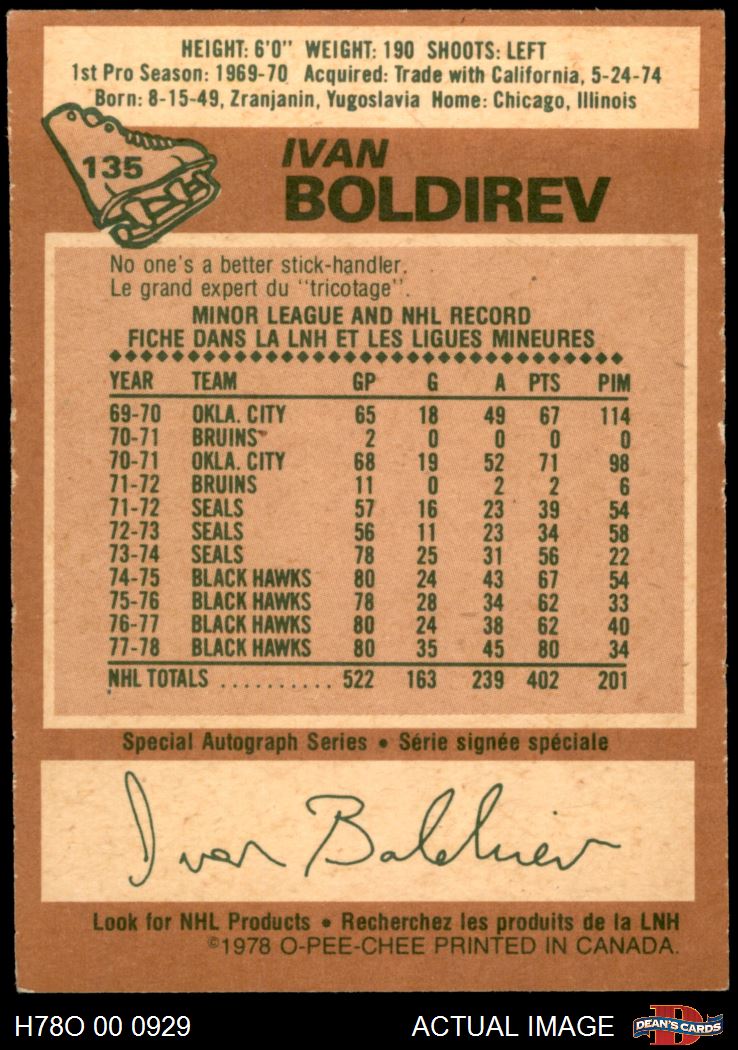 HEIGHT: 6'0" WEIGHT: 190 SHOOTS: LEFT
1st Pro Season: 1969-70 Acquired: Trade with California, 5-24-74
Born: 8-15-49, Zranjanin, Yugoslavia Home: Chicago, Illinois
135
IVAN
BOLDIREV
No one's a better stick-handler.
Le grand expert du "tricotage".
MINOR LEAGUE AND NHL RECORD
FICHE DANS LA LNH ET LES LIGUES MINEURES
YEAR TEAM GP G A PTS PIM
69-70 OKLA. CITY 65 18 49 67 114
70-71 BRUINS 2 0 0 0 0
70-71 OKLA. CITY 68 19 52 71 98
71-72 BRUINS 11 0 2 2 6
71-72 SEALS 57 16 23 39 54
72-73 SEALS 56 11 23 34 58
73-74 SEALS 78 25 31 56 22
74-75 BLACK HAWKS 80 24 43 67 54
75-76 BLACK HAWKS 78 28 34 62 33
76-77 BLACK HAWKS 80 24 38 62 40
77-78 BLACK HAWKS 80 35 45 80 34
NHL TOTALS .......... 522 163 239 402 201
Special Autograph Series • Série signée spéciale
Ivan Boldirev
Look for NHL Products • Recherchez les produits de la LNH
©1978 O-PEE-CHEE PRINTED IN CANADA.
H78O 00 0929 ACTUAL IMAGE D DEAN'S CARDS